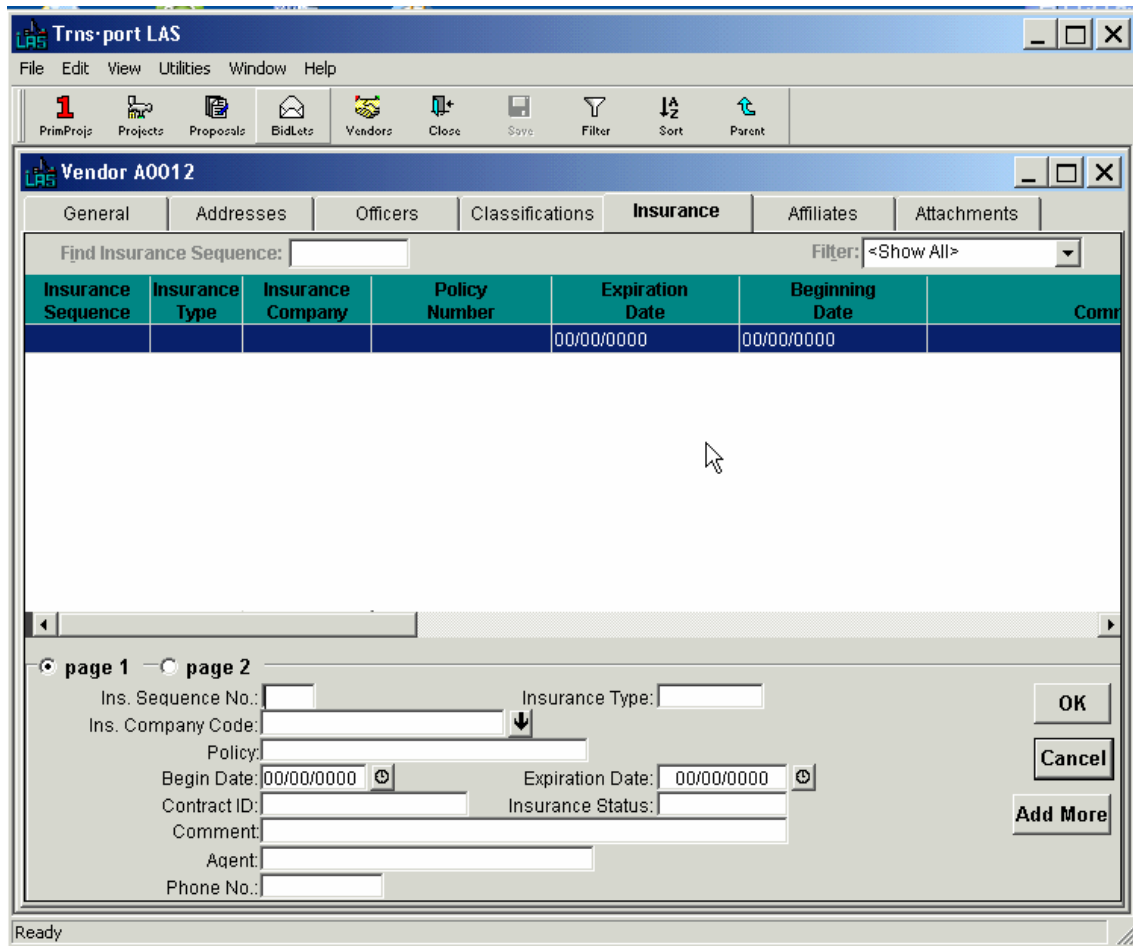 LAS Trns·port LAS
File Edit View Utilities Window Help
1
PrimProjs Projects Proposals BidLets Vendors Close Save Filter Sort Parent
LAS Vendor A0012
General Addresses Officers Classifications Insurance Affiliates Attachments
Find Insurance Sequence: Filter: <Show All>
Insurance Insurance Insurance Policy Expiration Beginning
Sequence Type Company Number Date Date Comm
00/00/0000 00/00/0000
page 1 page 2
Ins. Sequence No.: Insurance Type: OK
Ins. Company Code:
Policy: Cancel
Begin Date: 00/00/0000 Expiration Date: 00/00/0000
Contract ID: Insurance Status: Add More
Comment:
Agent:
Phone No.:
Ready